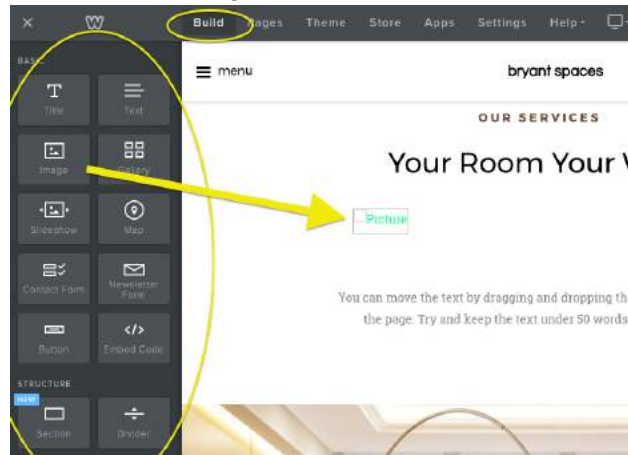 Build Pages Theme Store Apps Settings Help
BASIC
Title Text
Image Gallery
Slideshow Map
Contact Form Newsletter Form
Button Embed Code
STRUCTURE
NEW
Section Divider
menu
bryant spaces
OUR SERVICES
Your Room Your
Picture
You can move the text by dragging and dropping
the page. Try and keep the text under 50 words